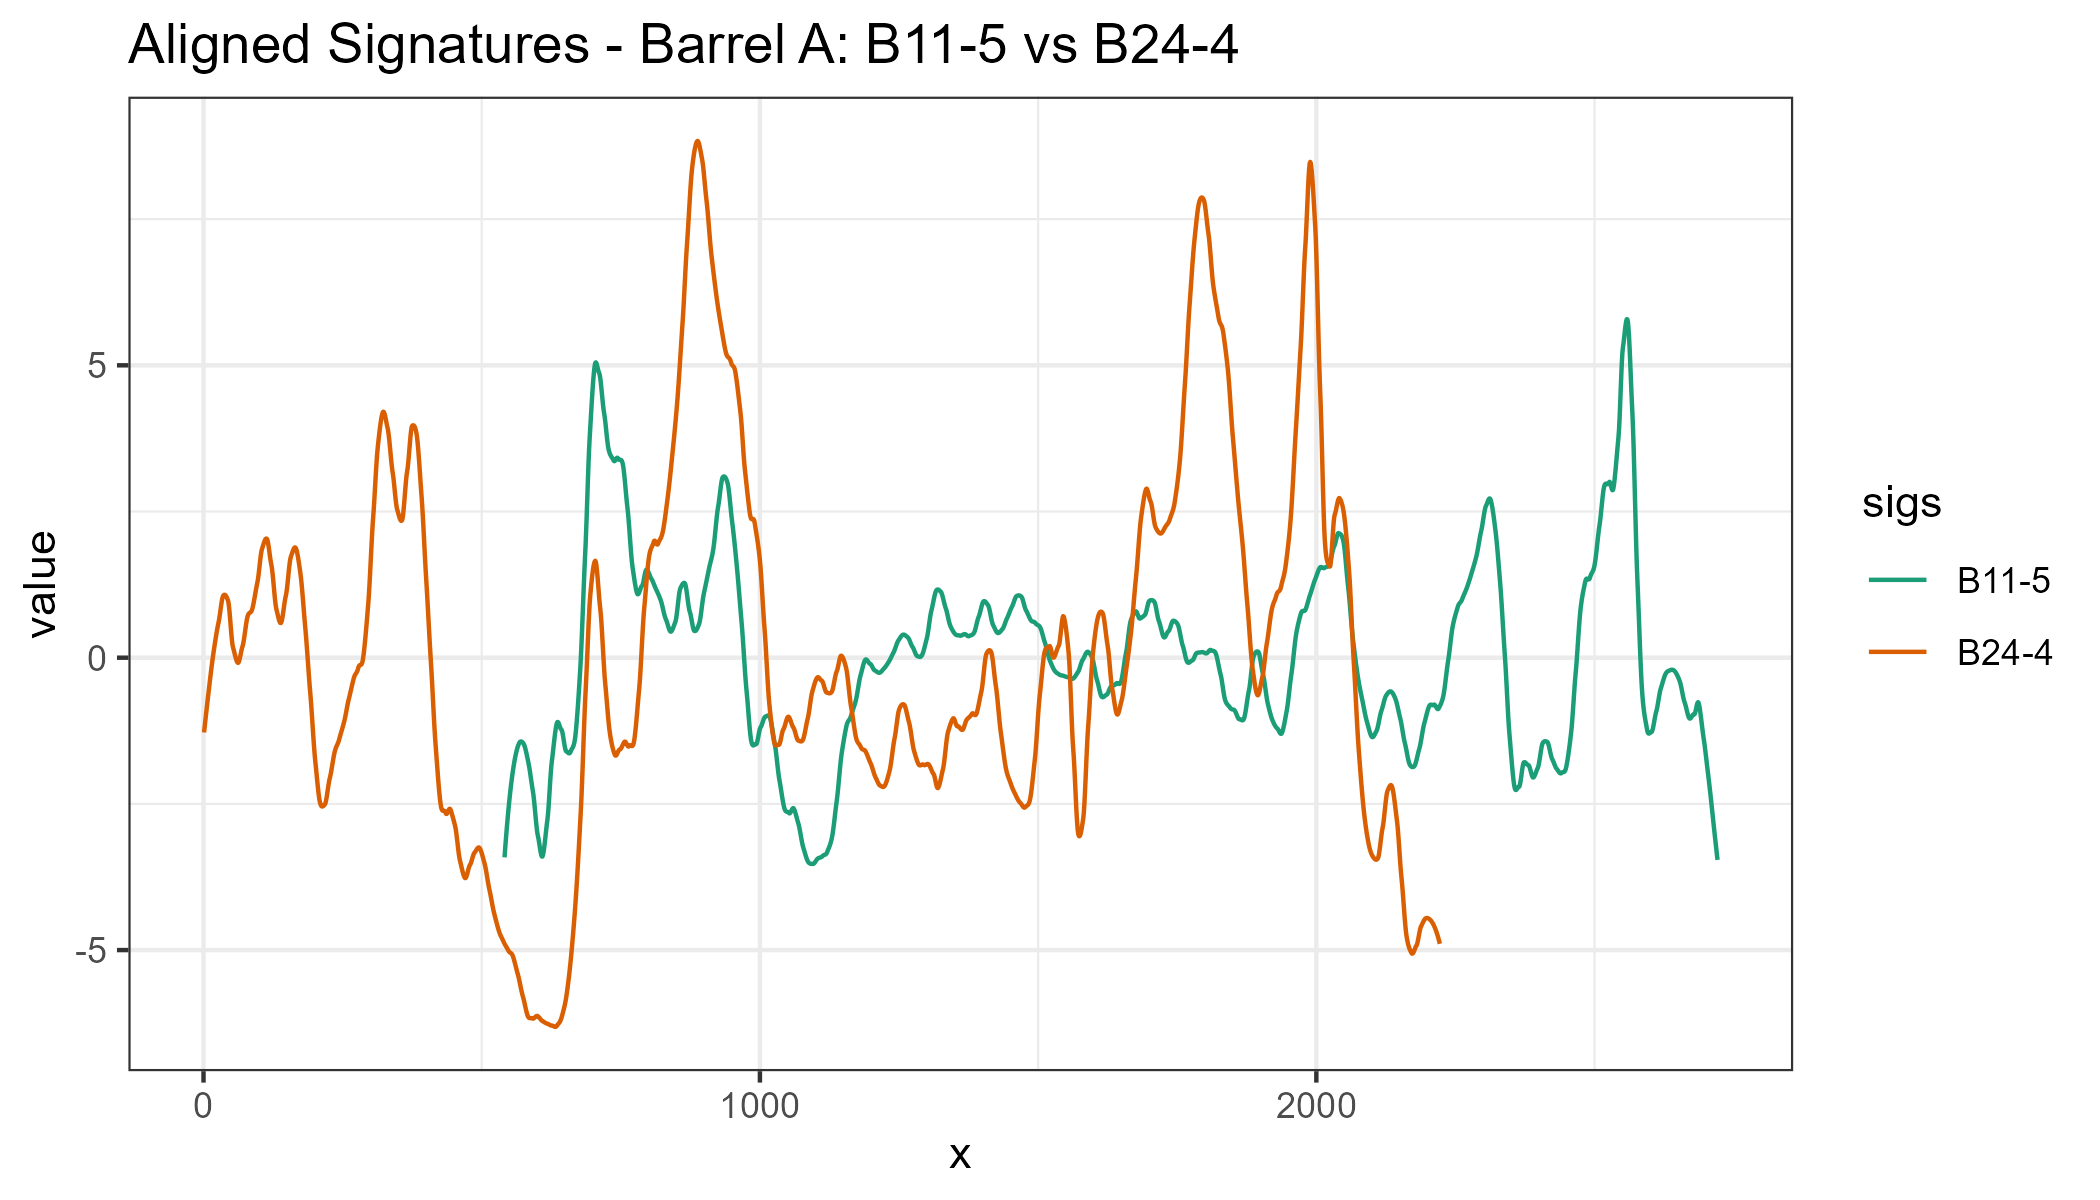 Aligned Signatures - Barrel A: B11-5 vs B24-4
value
5
0
-5
0 1000 2000
x
sigs
B11-5
B24-4